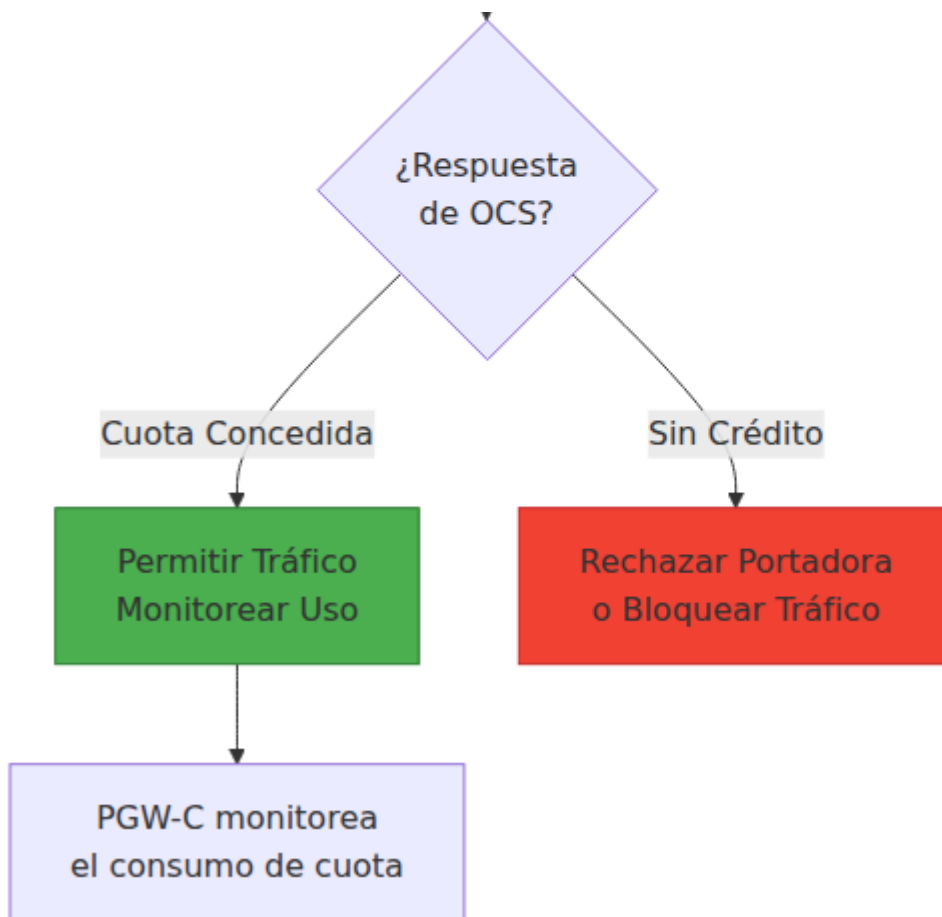 ¿Respuesta
de OCS?
Cuota Concedida
Sin Crédito
Permitir Tráfico
Monitorear Uso
Rechazar Portadora
o Bloquear Tráfico
PGW-C monitorea
el consumo de cuota